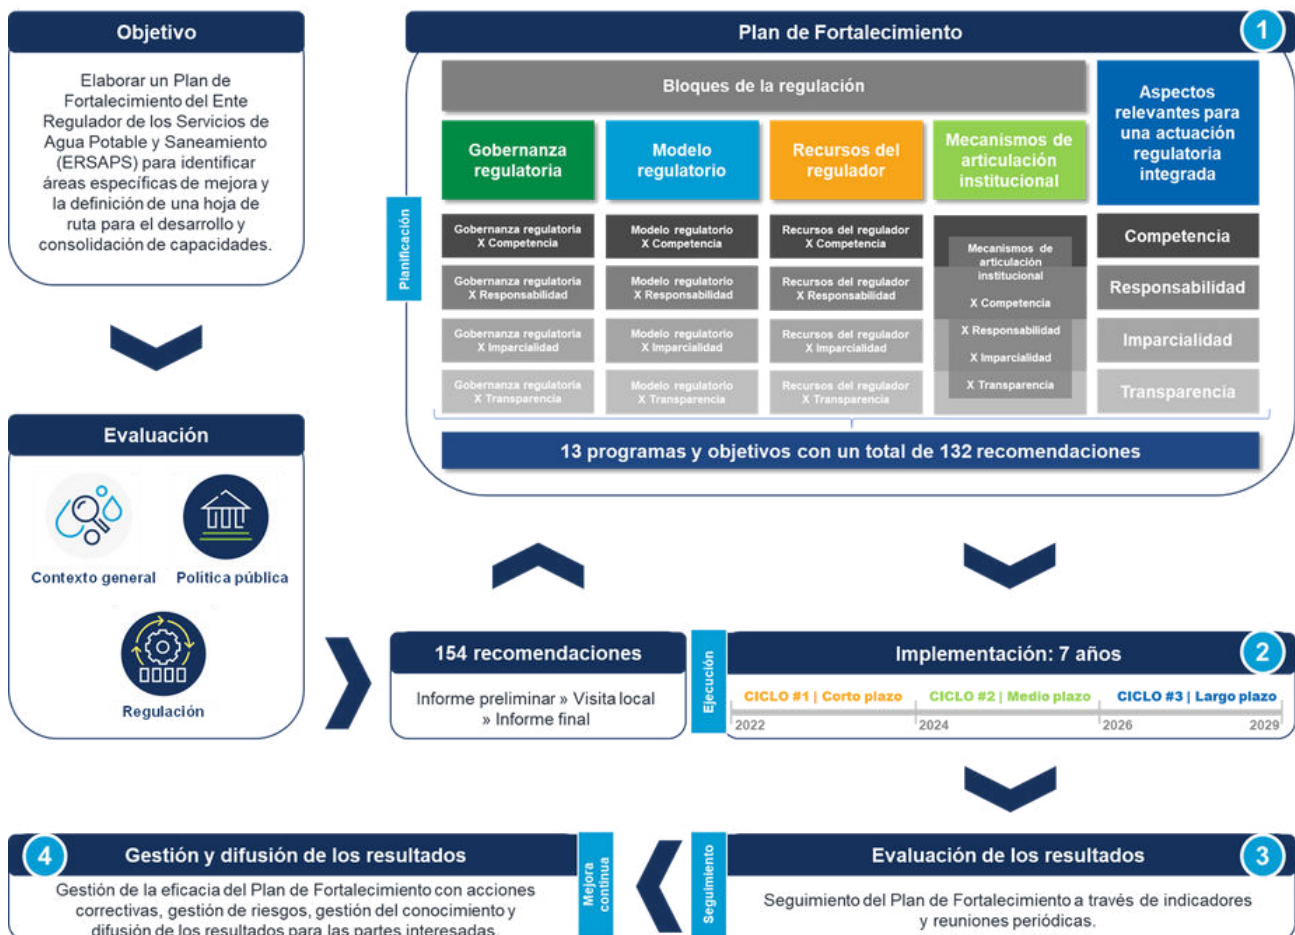 Objetivo
Elaborar un Plan de
Fortalecimiento del Ente
Regulador de los Servicios de
Agua Potable y Saneamiento
(ERSAPS) para identificar
áreas específicas de mejora y
la definición de una hoja de
ruta para el desarrollo y
consolidación de capacidades.
Evaluación
Contexto general
Política pública
Regulación
154 recomendaciones
Informe preliminar » Visita local
» Informe final
Plan de Fortalecimiento
1
Planificación
Bloques de la regulación
Gobernanza
regulatoria
Modelo
regulatorio
Recursos del
regulador
Mecanismos de
articulación
institucional
Aspectos
relevantes para
una actuación
regulatoria
integrada
Gobernanza regulatoria
X Competencia
Modelo regulatorio
X Competencia
Recursos del regulador
X Competencia
Competencia
Gobernanza regulatoria
X Responsabilidad
Modelo regulatorio
X Responsabilidad
Recursos del regulador
X Responsabilidad
Responsabilidad
Gobernanza regulatoria
X Imparcialidad
Modelo regulatorio
X Imparcialidad
Recursos del regulador
X Imparcialidad
Imparcialidad
Gobernanza regulatoria
X Transparencia
Modelo regulatorio
X Transparencia
Recursos del regulador
X Transparencia
Transparencia
Mecanismos de
articulación
institucional
X Competencia
X Responsabilidad
X Imparcialidad
X Transparencia
13 programas y objetivos con un total de 132 recomendaciones
Ejecución
Implementación: 7 años
2
CICLO #1 | Corto plazo
CICLO #2 | Medio plazo
CICLO #3 | Largo plazo
2022
2024
2026
2029
Seguimiento
Evaluación de los resultados
3
Seguimiento del Plan de Fortalecimiento a través de indicadores
y reuniones periódicas.
4
Gestión y difusión de los resultados
Mejora
continua
Gestión de la eficacia del Plan de Fortalecimiento con acciones
correctivas, gestión de riesgos, gestión del conocimiento y
difusión de los resultados para las partes interesadas.